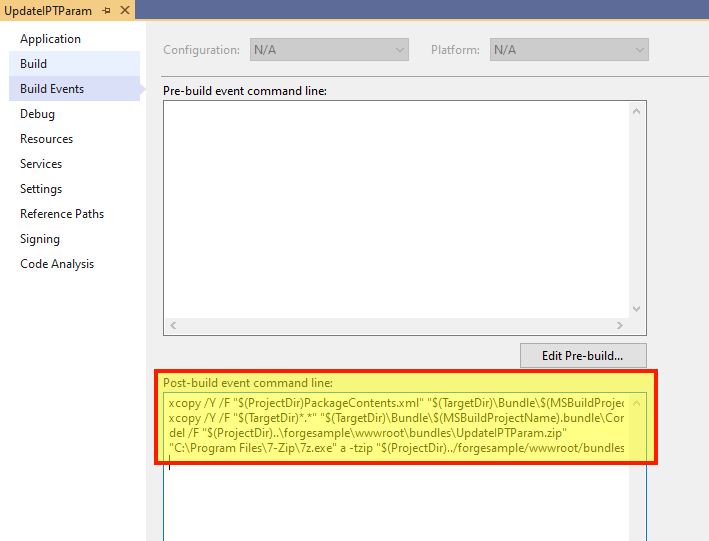 UpdateIPTParam
Application
Configuration: N/A Platform: N/A
Build
Build Events
Pre-build event command line:
Debug
Resources
Services
Settings
Reference Paths
Signing
Code Analysis
Edit Pre-build...
Post-build event command line:
xcopy /Y /F "$(ProjectDir)PackageContents.xml" "$(TargetDir)\Bundle\$(MSBuildProjec
xcopy /Y /F "$(TargetDir)*.*" "$(TargetDir)\Bundle\$(MSBuildProjectName).bundle\Cor
del /F "$(ProjectDir)..\forgesample\wwwroot\bundles\UpdateIPTParam.zip"
"C:\Program Files\7-Zip\7z.exe" a -tzip "$(ProjectDir)../forgesample/wwwroot/bundles